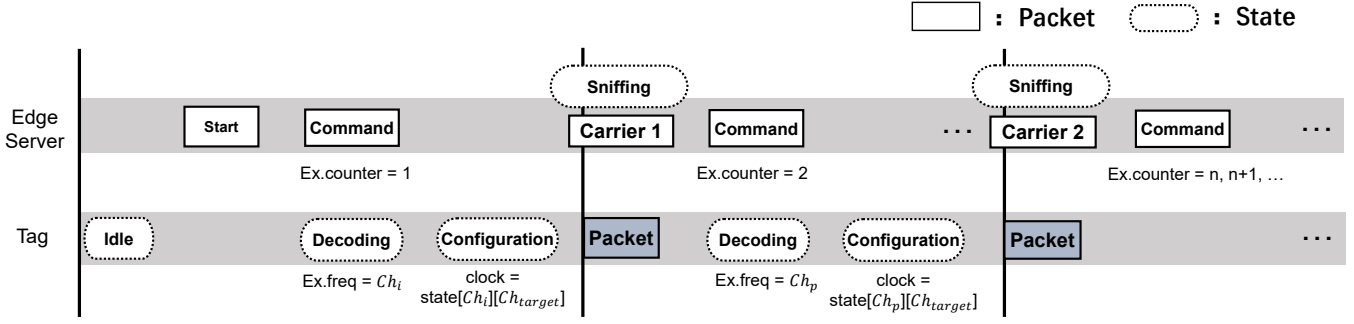 : Packet : State
Sniffing Sniffing
Edge Server
Start Command Carrier 1 Command ... Carrier 2 Command ...
Ex.counter = 1 Ex.counter = 2 Ex.counter = n, n+1, …
Tag
Idle Decoding Configuration Packet Decoding Configuration Packet ...
Ex.freq = Ch_i clock = Ex.freq = Ch_p clock =
state[Ch_i][Ch_target] state[Ch_p][Ch_target]